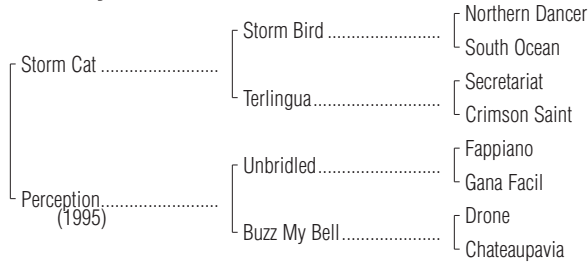 Northern Dancer
Storm Bird ......................
South Ocean
Storm Cat .......................
Secretariat
Terlingua.........................
Crimson Saint
Fappiano
Unbridled........................
Gana Facil
Perception.......................
(1995)
Drone
Buzz My Bell...................
Chateaupavia